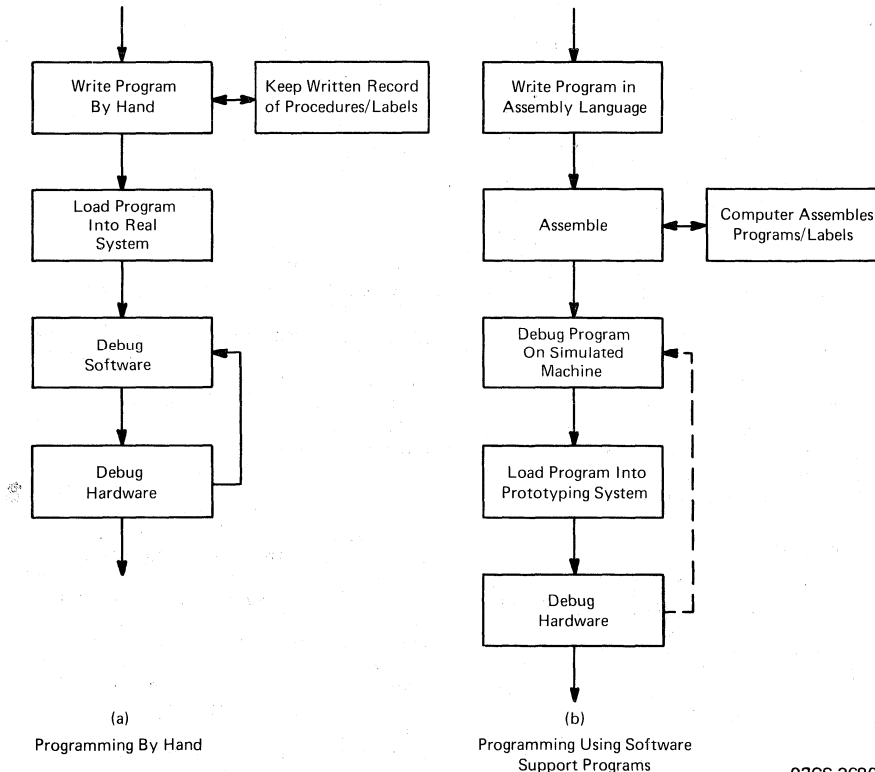 Write Program
By Hand
Keep Written Record
of Procedures/Labels
Load Program
Into Real
System
Debug
Software
Debug
Hardware
(a)
Programming By Hand
Write Program in
Assembly Language
Assemble
Computer Assembles
Programs/Labels
Debug Program
On Simulated
Machine
Load Program Into
Prototyping System
Debug
Hardware
(b)
Programming Using Software
Support Programs